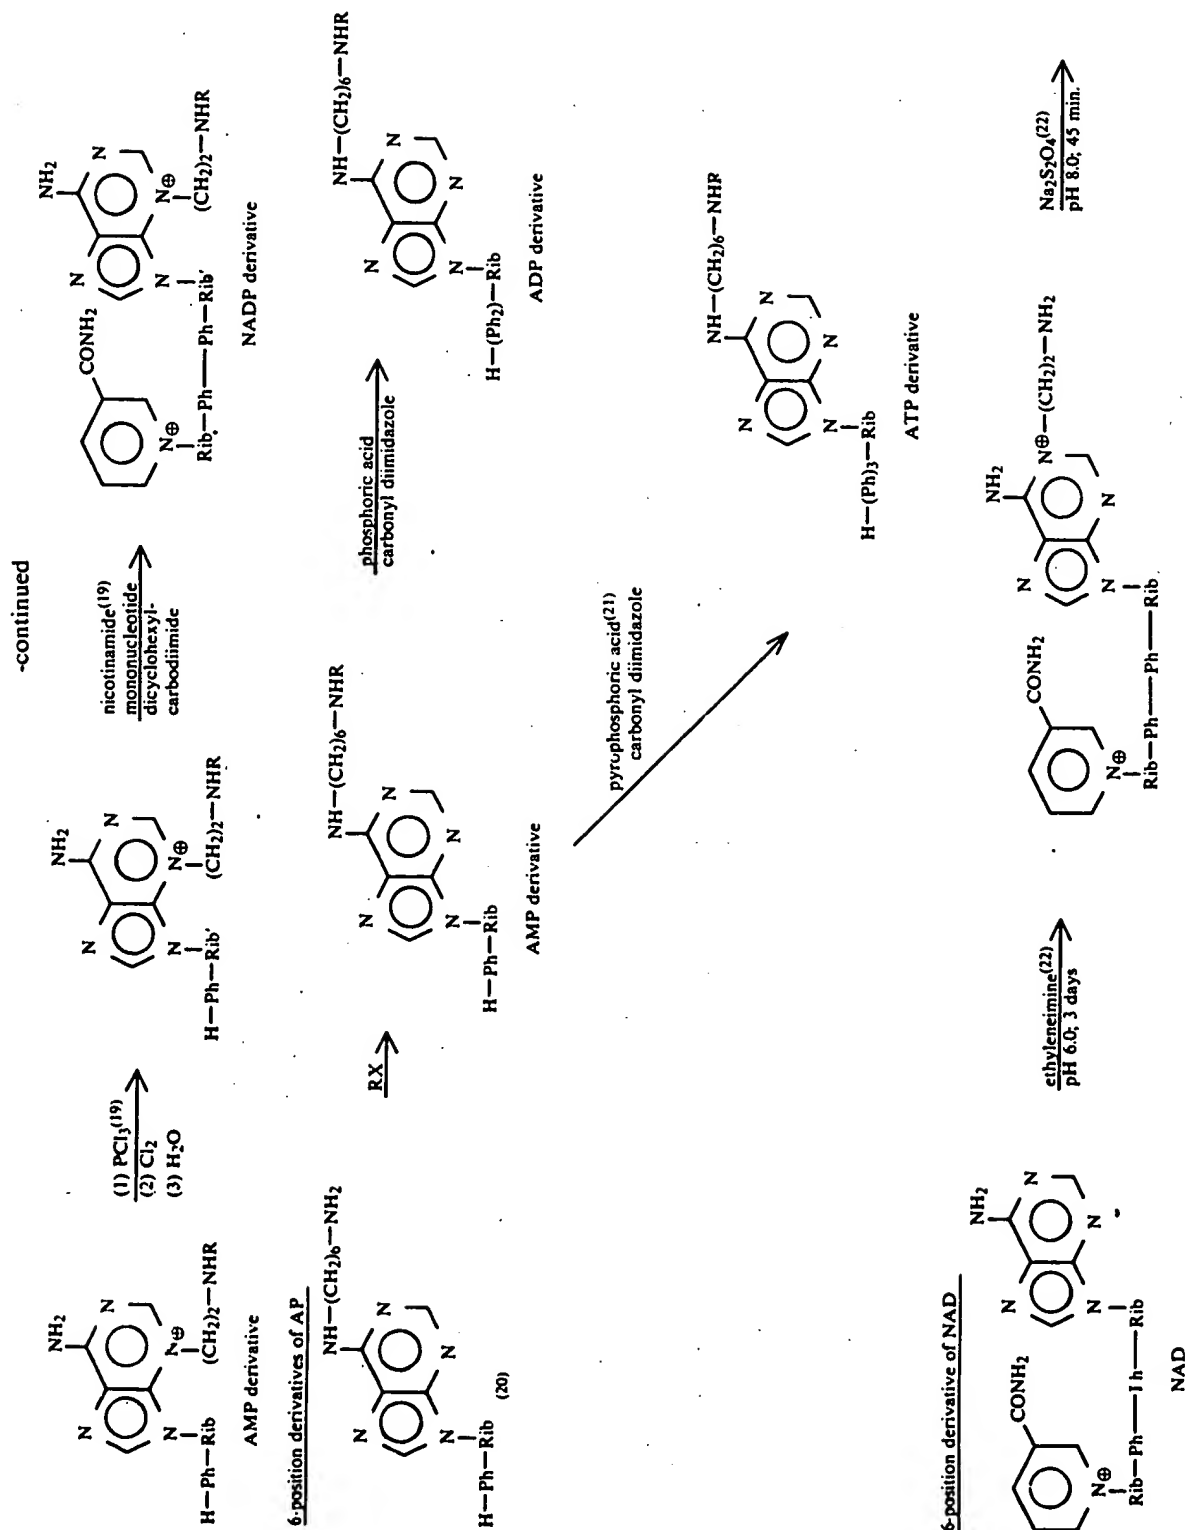 -continued
NH2
N
N
N
N⊕
H—Ph—Rib
(CH2)2—NHR
AMP derivative
(1) PCl3(19)
(2) Cl2
(3) H2O
NH2
N
N
N
N⊕
H—Ph—Rib'
(CH2)2—NHR
nicotinamide(19)
mononucleotide
dicyclohexyl-
carbodiimide
CONH2
N⊕
Rib—Ph—Ph—Rib'
NH2
N
N
N
N⊕
(CH2)2—NHR
NADP derivative
6-position derivatives of AP
NH—(CH2)6—NH2
N
N
N
N
H—Ph—Rib
(20)
RX
NH—(CH2)6—NHR
N
N
N
N
H—Ph—Rib
AMP derivative
phosphoric acid
carbonyl diimidazole
NH—(CH2)6—NHR
N
N
N
N
H—(Ph2)—Rib
ADP derivative
pyruphosphoric acid(21)
carbonyl diimidazole
NH—(CH2)6—NHR
N
N
N
N
H—(Ph)3—Rib
ATP derivative
6-position derivative of NAD
CONH2
N⊕
Rib—Ph—Ih—Rib
NH2
N
N
N
N
NAD
ethyleneimine(22)
pH 6.0; 3 days
CONH2
N⊕
Rib—Ph—Ph—Rib
NH2
N
N⊕—(CH2)2—NH2
N
N
Na2S2O4(22)
pH 8.0; 45 min.